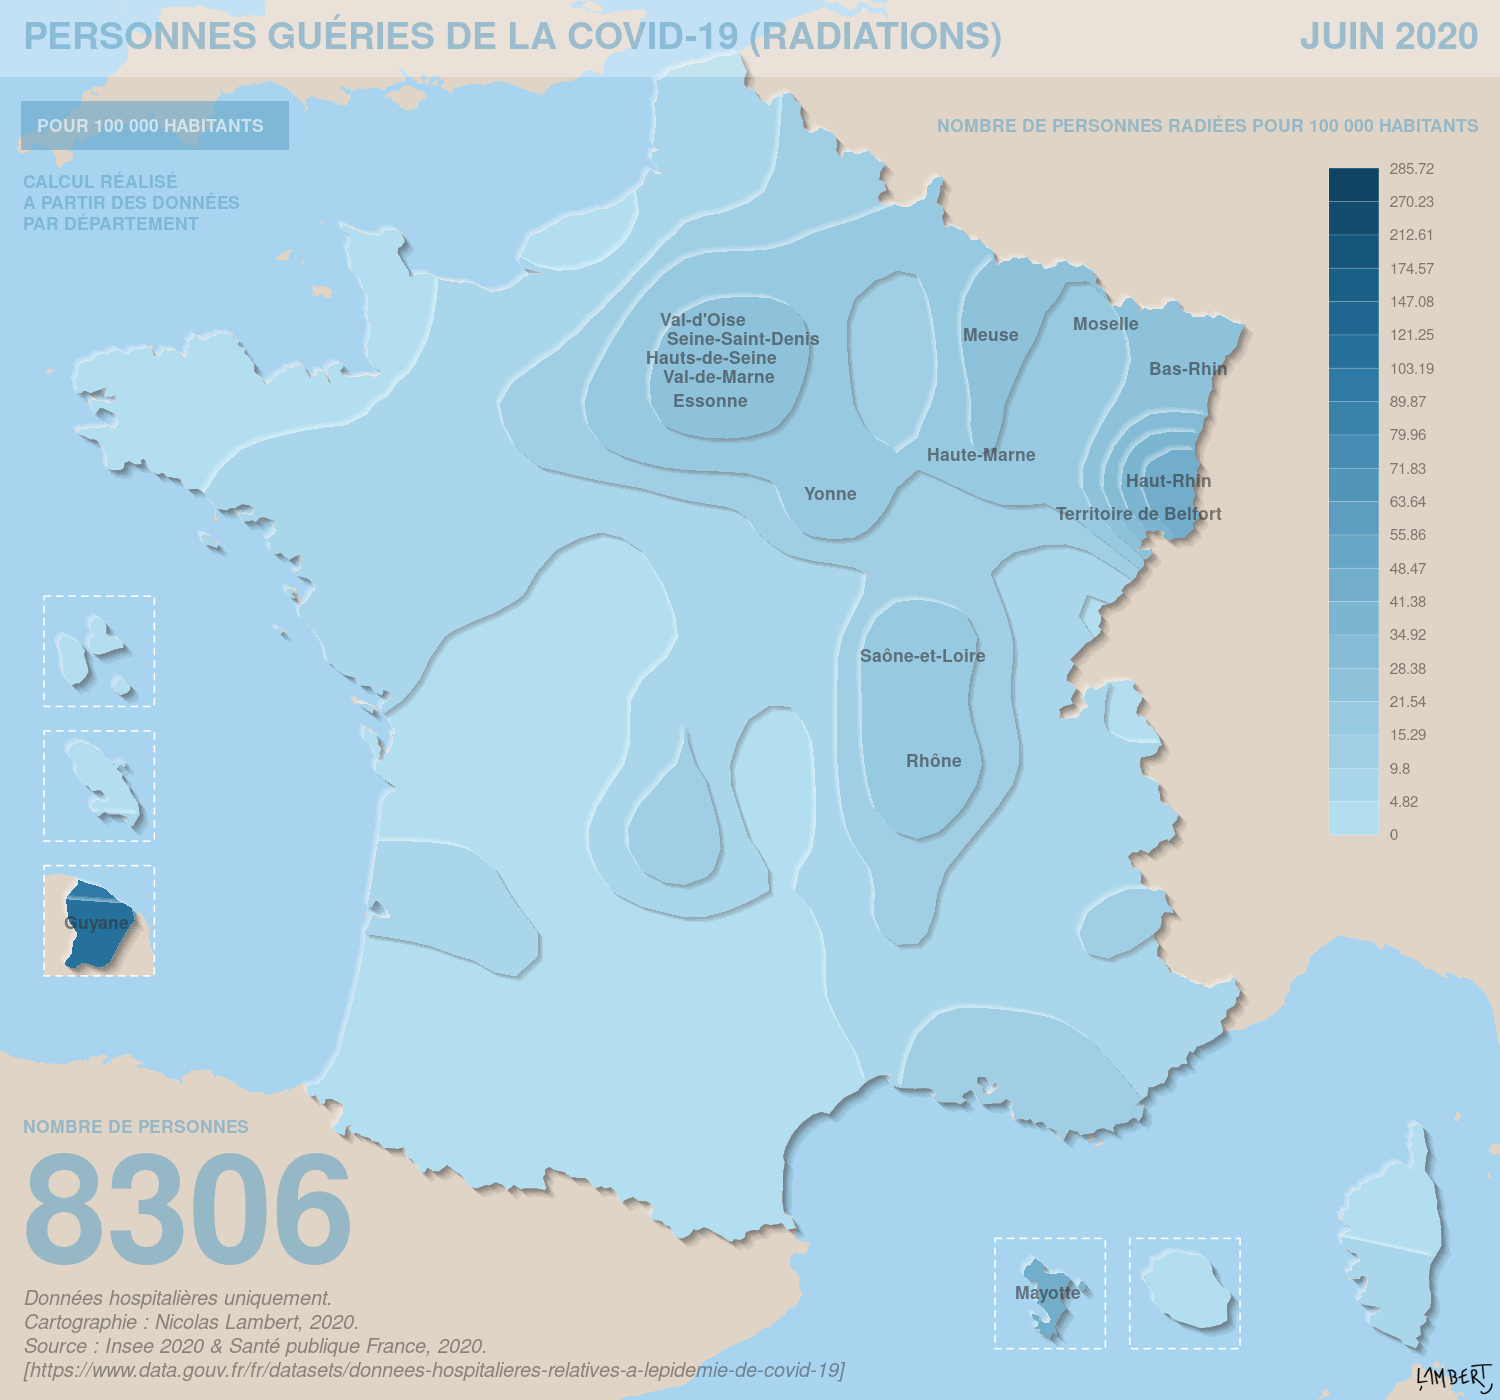 PERSONNES GUÉRIES DE LA COVID-19 (RADIATIONS)
JUIN 2020
POUR 100 000 HABITANTS
NOMBRE DE PERSONNES RADIÉES POUR 100 000 HABITANTS
CALCUL RÉALISÉ
A PARTIR DES DONNÉES
PAR DÉPARTEMENT
285.72
270.23
212.61
174.57
147.08
121.25
103.19
89.87
79.96
71.83
63.64
55.86
48.47
41.38
34.92
28.38
21.54
15.29
9.8
4.82
0
Val-d'Oise
Seine-Saint-Denis
Hauts-de-Seine
Val-de-Marne
Essonne
Meuse
Moselle
Bas-Rhin
Haute-Marne
Yonne
Haut-Rhin
Territoire de Belfort
Saône-et-Loire
Rhône
Guyane
Mayotte
NOMBRE DE PERSONNES
8306
Données hospitalières uniquement.
Cartographie : Nicolas Lambert, 2020.
Source : Insee 2020 & Santé publique France, 2020.
[https://www.data.gouv.fr/fr/datasets/donnees-hospitalieres-relatives-a-lepidemie-de-covid-19]
LAMBERT